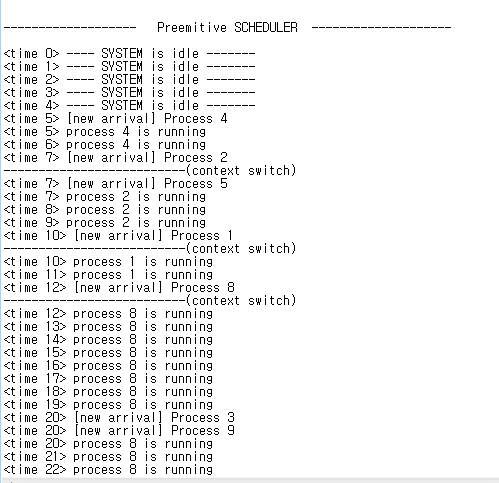 -------------------   Preemitive SCHEDULER  --------------------
<time 0> ---- SYSTEM is idle -------
<time 1> ---- SYSTEM is idle -------
<time 2> ---- SYSTEM is idle -------
<time 3> ---- SYSTEM is idle -------
<time 4> ---- SYSTEM is idle -------
<time 5> [new arrival] Process 4
<time 5> process 4 is running
<time 6> process 4 is running
<time 7> [new arrival] Process 2
--------------------------(context switch)
<time 7> [new arrival] Process 5
<time 7> process 2 is running
<time 8> process 2 is running
<time 9> process 2 is running
<time 10> [new arrival] Process 1
--------------------------(context switch)
<time 10> process 1 is running
<time 11> process 1 is running
<time 12> [new arrival] Process 8
--------------------------(context switch)
<time 12> process 8 is running
<time 13> process 8 is running
<time 14> process 8 is running
<time 15> process 8 is running
<time 16> process 8 is running
<time 17> process 8 is running
<time 18> process 8 is running
<time 19> process 8 is running
<time 20> [new arrival] Process 3
<time 20> [new arrival] Process 9
<time 20> process 8 is running
<time 21> process 8 is running
<time 22> process 8 is running